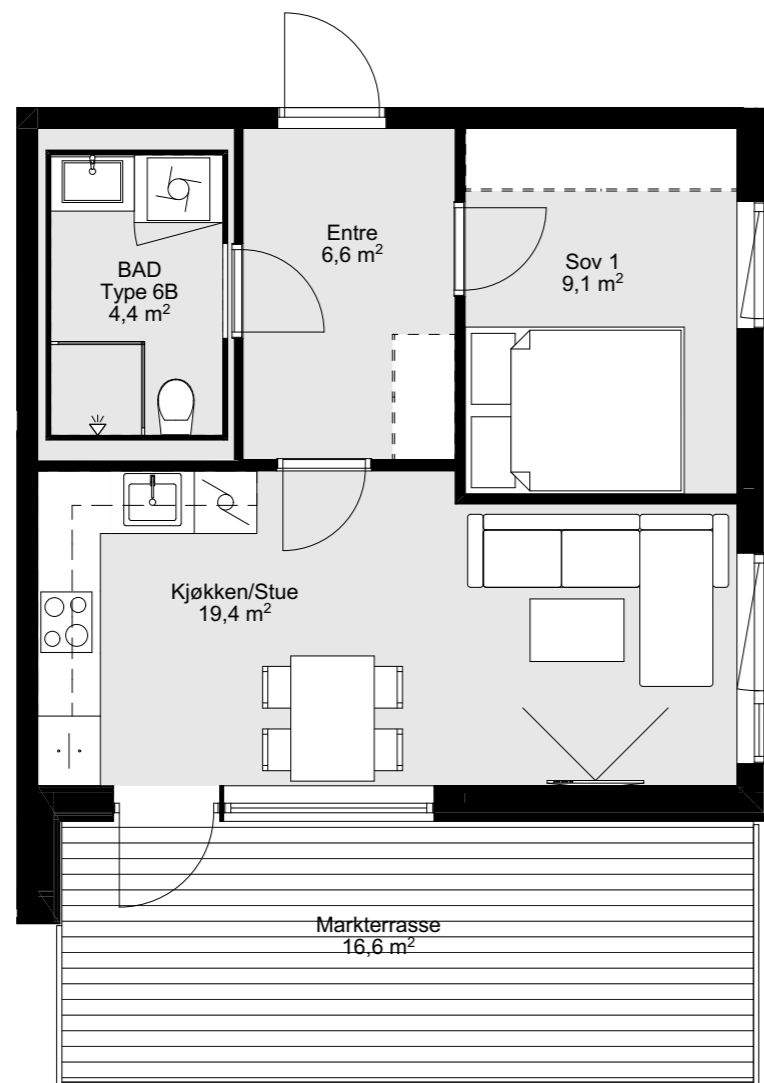 Entre
6,6 m²
BAD
Type 6B
4,4 m²
Sov 1
9,1 m²
Kjøkken/Stue
19,4 m²
Markterrasse
16,6 m²